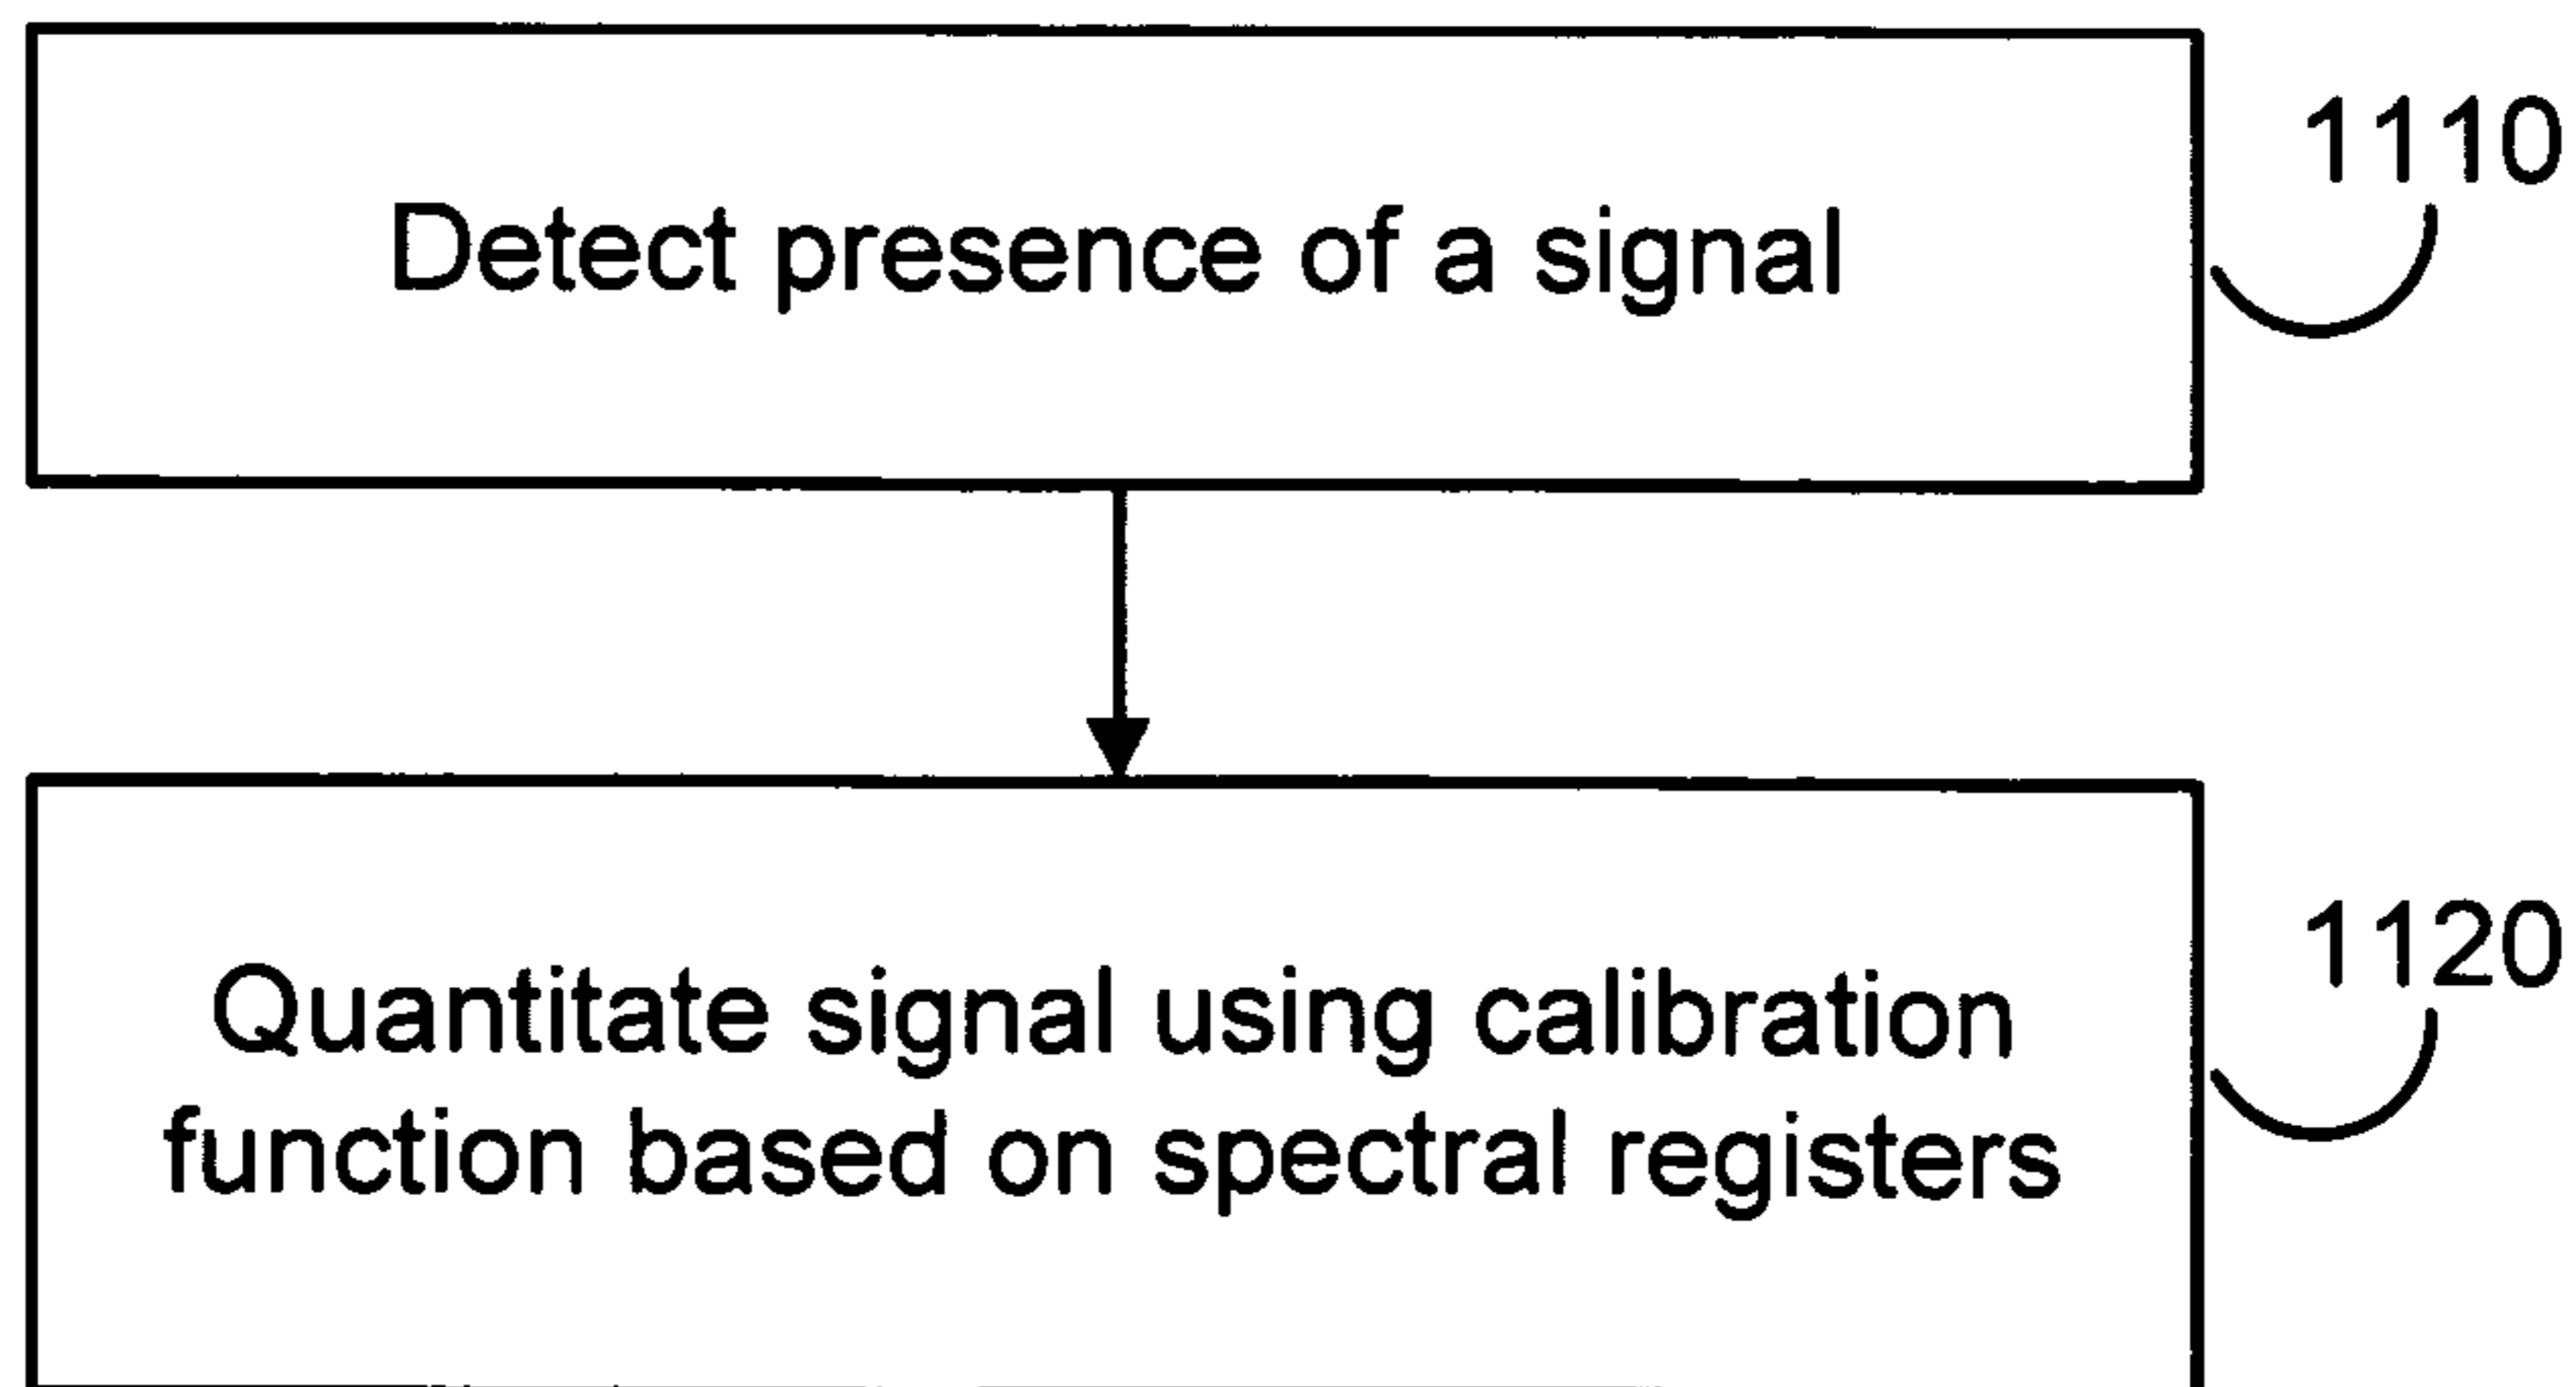 1110
Detect presence of a signal
1120
Quantitate signal using calibration
function based on spectral registers